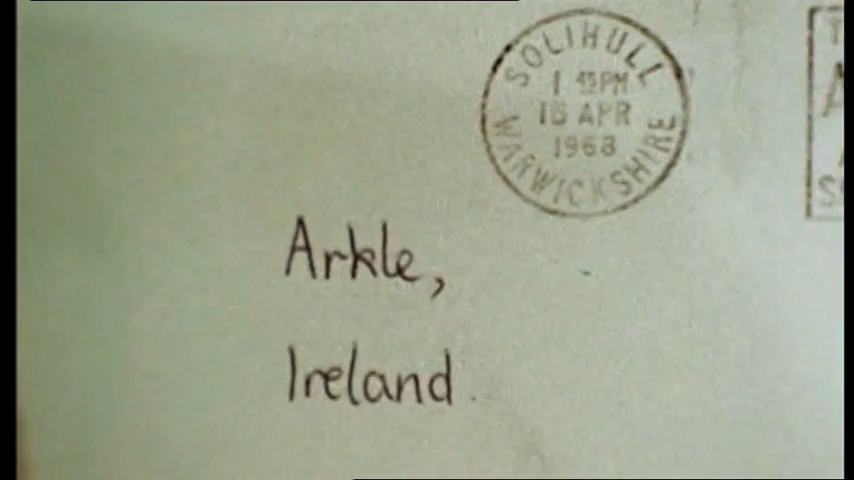 SOLIHULL
1 45PM
16 APR
1968
WARWICKSHIRE
Arkle,
Ireland